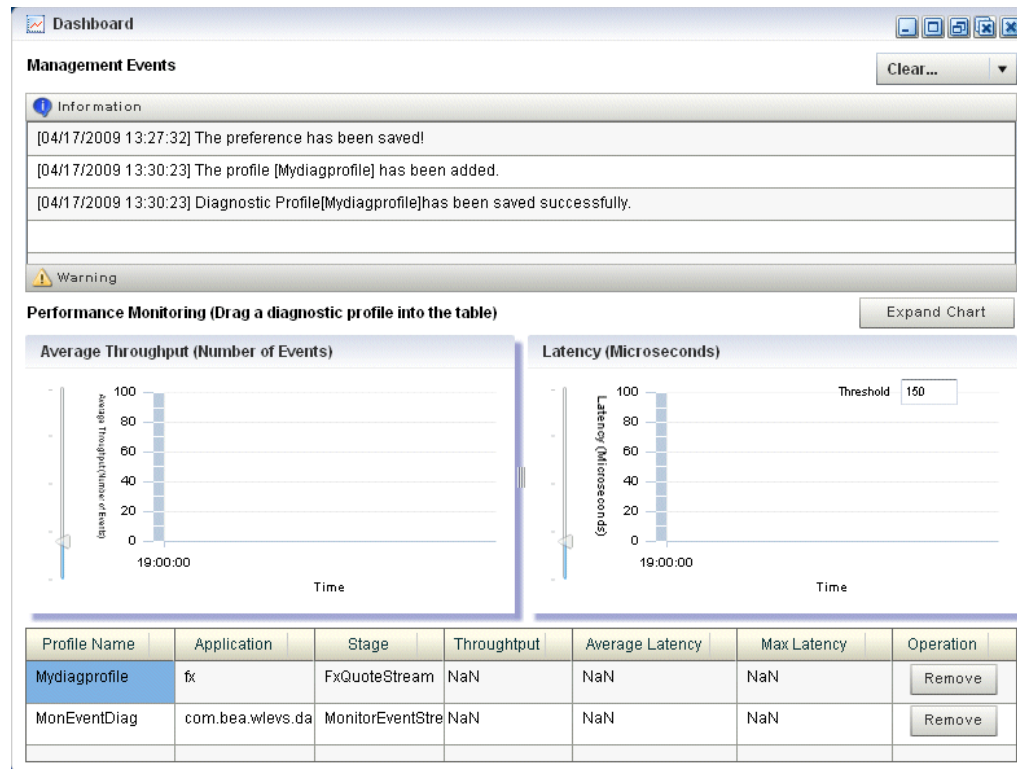 Dashboard
Management Events
Clear...
Information
[04/17/2009 13:27:32] The preference has been saved!
[04/17/2009 13:30:23] The profile [Mydiagprofile] has been added.
[04/17/2009 13:30:23] Diagnostic Profile[Mydiagprofile]has been saved successfully.
Warning
Performance Monitoring (Drag a diagnostic profile into the table)
Expand Chart
Average Throughput (Number of Events)
Average Throughput (Number of Events)
100
80
60
40
20
0
19:00:00
Time
Latency (Microseconds)
Threshold 150
Latency (Microseconds)
100
80
60
40
20
0
19:00:00
Time
Profile Name Application Stage Throughtput Average Latency Max Latency Operation
Mydiagprofile fx FxQuoteStream NaN NaN NaN Remove
MonEventDiag com.bea.wlevs.da MonitorEventStre NaN NaN NaN Remove